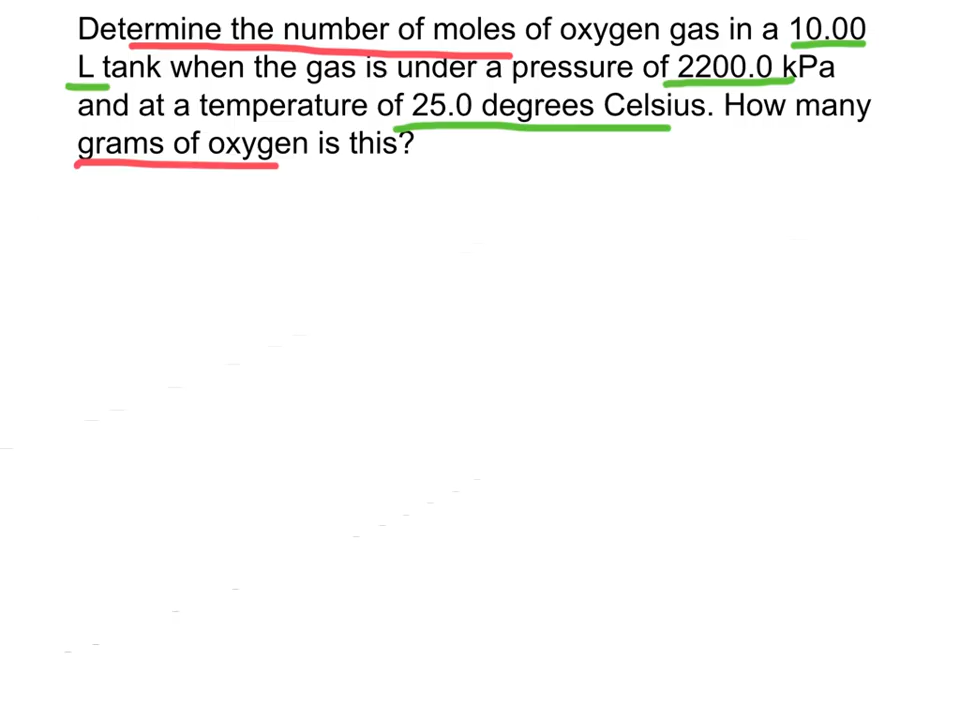 Determine the number of moles of oxygen gas in a 10.00
L tank when the gas is under a pressure of 2200.0 kPa
and at a temperature of 25.0 degrees Celsius. How many
grams of oxygen is this?